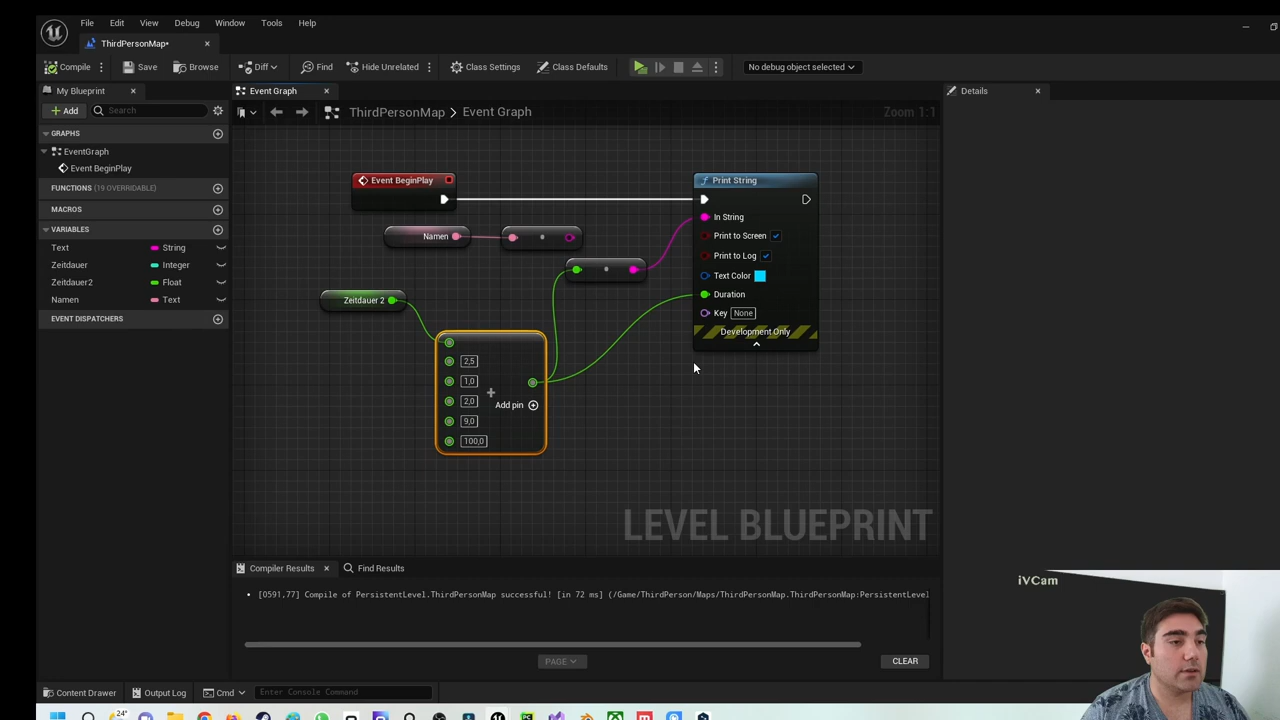 File Edit View Debug Window Tools Help
ThirdPersonMap•
Compile Save Browse Diff Find Hide Unrelated Class Settings Class Defaults No debug object selected
My Blueprint
Event Graph
Details
Add Search
ThirdPersonMap > Event Graph Zoom 1:1
GRAPHS
EventGraph
Event BeginPlay
FUNCTIONS (19 OVERRIDABLE)
MACROS
VARIABLES
Text String
Zeitdauer Integer
Zeitdauer2 Float
Namen Text
EVENT DISPATCHERS
Event BeginPlay
Namen
Zeitdauer 2
2,5
1,0
2,0
9,0
100,0
Add pin
f Print String
In String
Print to Screen
Print to Log
Text Color
Duration
Key None
Development Only
LEVEL BLUEPRINT
Compiler Results Find Results
• [0591,77] Compile of PersistentLevel.ThirdPersonMap successful! [in 72 ms] (/Game/ThirdPerson/Maps/ThirdPersonMap.ThirdPersonMap:PersistentLevel
PAGE CLEAR
iVCam
Content Drawer Output Log Cmd Enter Console Command
24°